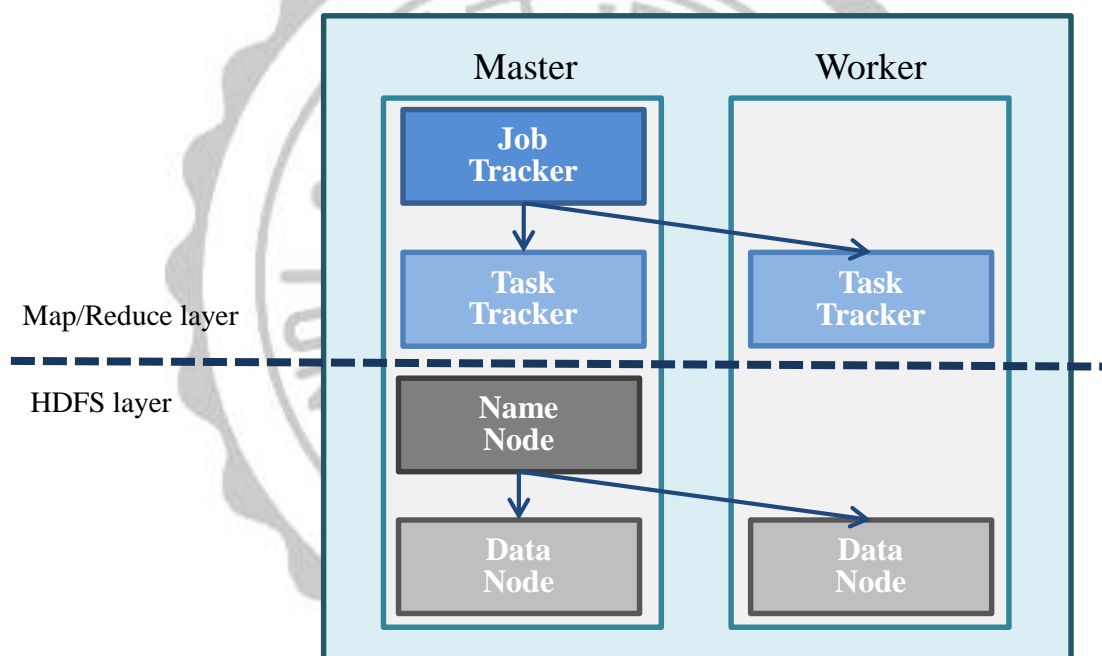 Master
Worker
Job
Tracker
Task
Tracker
Task
Tracker
Map/Reduce layer
HDFS layer
Name
Node
Data
Node
Data
Node